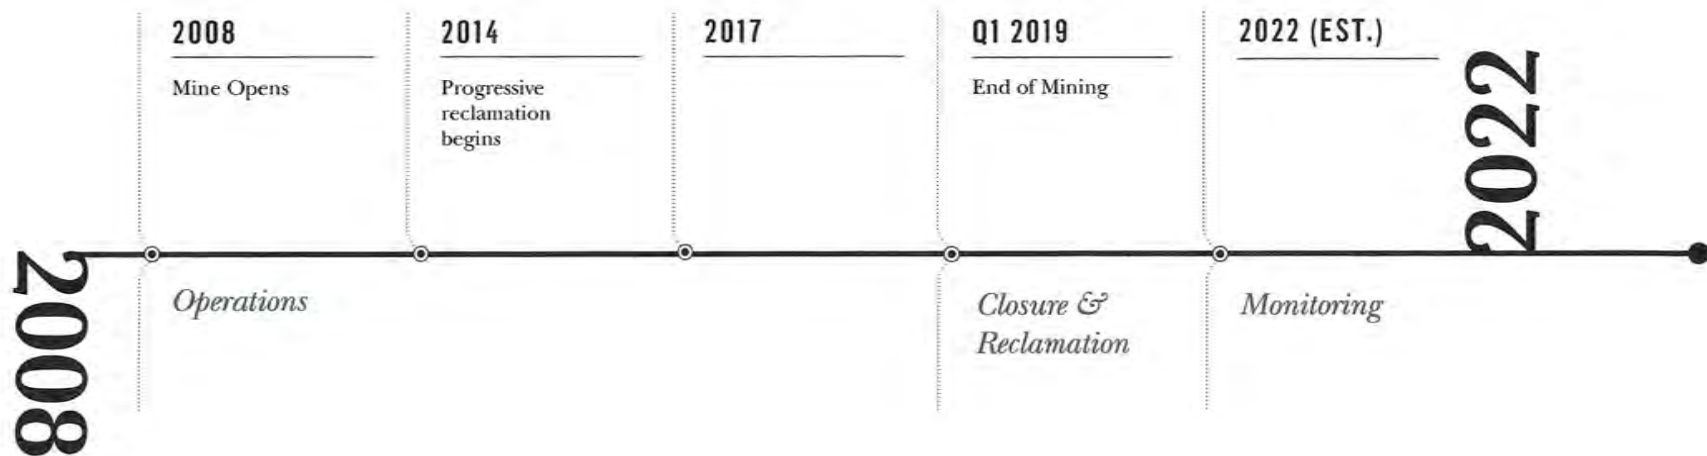 2008
Mine Opens
2014
Progressive
reclamation
begins
2017
Q1 2019
End of Mining
2022 (EST.)
2022
2008
Operations
Closure &
Reclamation
Monitoring